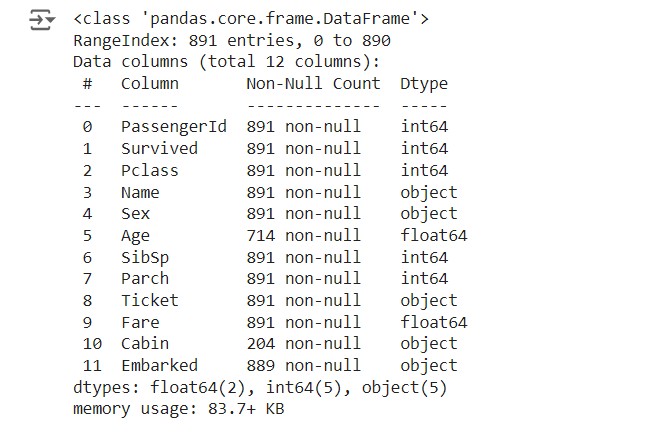 <class 'pandas.core.frame.DataFrame'>
RangeIndex: 891 entries, 0 to 890
Data columns (total 12 columns):
 #   Column       Non-Null Count  Dtype
---  ------       --------------  -----
 0   PassengerId  891 non-null    int64
 1   Survived     891 non-null    int64
 2   Pclass       891 non-null    int64
 3   Name         891 non-null    object
 4   Sex          891 non-null    object
 5   Age          714 non-null    float64
 6   SibSp        891 non-null    int64
 7   Parch        891 non-null    int64
 8   Ticket       891 non-null    object
 9   Fare         891 non-null    float64
 10  Cabin        204 non-null    object
 11  Embarked     889 non-null    object
dtypes: float64(2), int64(5), object(5)
memory usage: 83.7+ KB